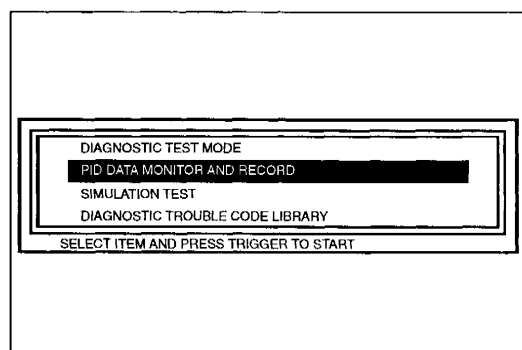 DIAGNOSTIC TEST MODE
PID DATA MONITOR AND RECORD
SIMULATION TEST
DIAGNOSTIC TROUBLE CODE LIBRARY
SELECT ITEM AND PRESS TRIGGER TO START